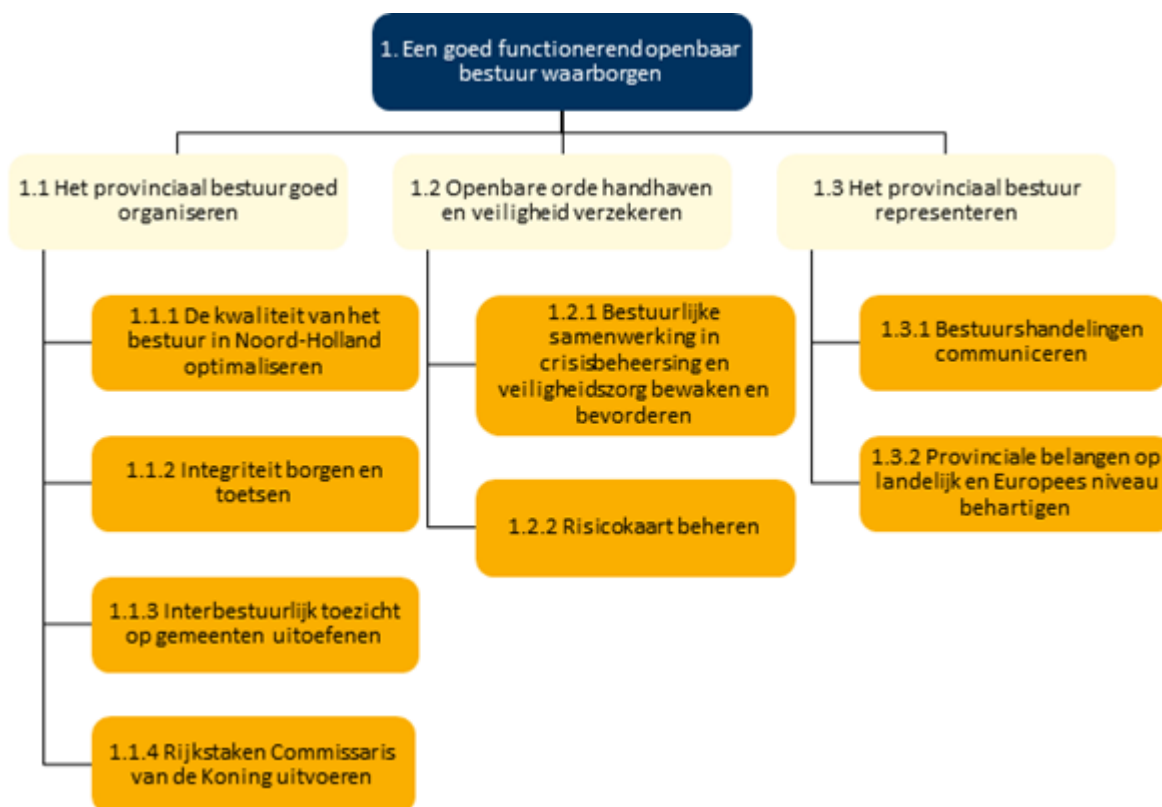 1. Een goed functionerend openbaar
bestuur waarborgen
1.1 Het provinciaal bestuur goed
organiseren
1.2 Openbare orde handhaven
en veiligheid verzekeren
1.3 Het provinciaal bestuur
representeren
1.1.1 De kwaliteit van het
bestuur in Noord-Holland
optimaliseren
1.1.2 Integriteit borgen en
toetsen
1.1.3 Interbestuurlijk toezicht
op gemeenten uitoefenen
1.1.4 Rijkstaken Commissaris
van de Koning uitvoeren
1.2.1 Bestuurlijke
samenwerking in
crisisbeheersing en
veiligheidszorg bewaken en
bevorderen
1.2.2 Risicokaart beheren
1.3.1 Bestuurshandelingen
communiceren
1.3.2 Provinciale belangen op
landelijk en Europees niveau
behartigen